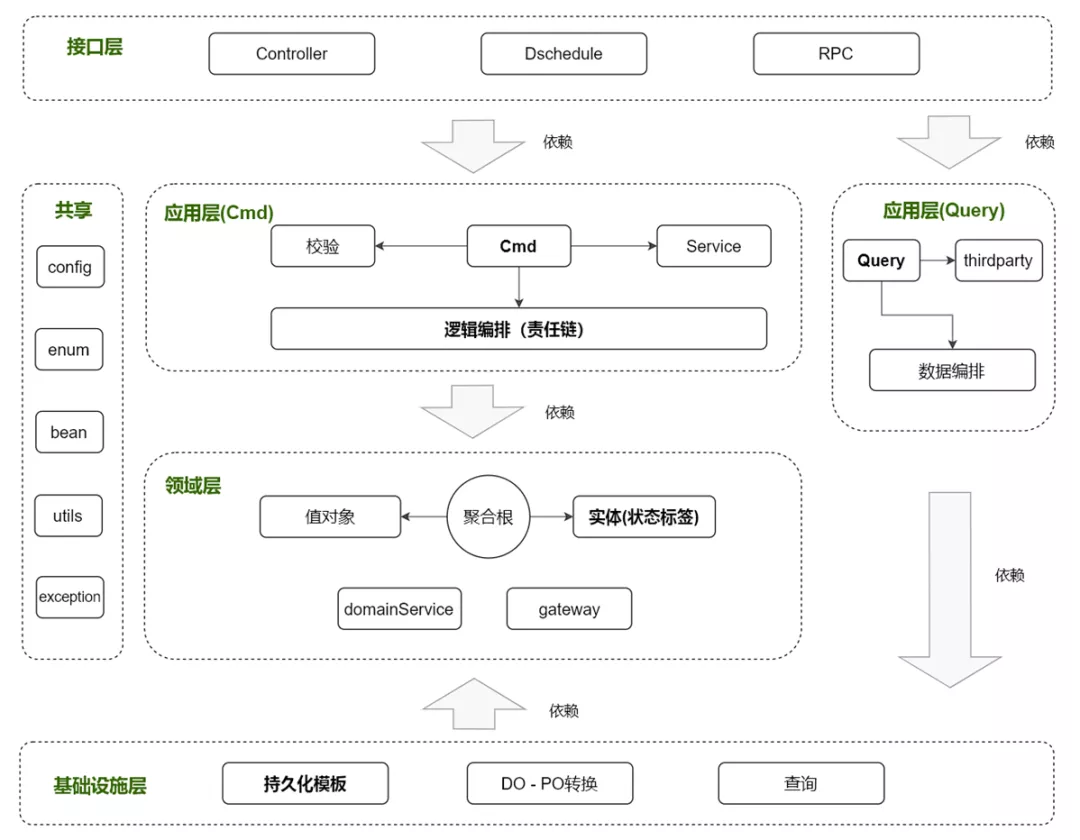 接口层
Controller
Dschedule
RPC
依赖
依赖
共享
config
enum
bean
utils
exception
应用层(Cmd)
校验
Cmd
Service
逻辑编排（责任链）
应用层(Query)
Query
thirdparty
数据编排
依赖
领域层
值对象
聚合根
实体(状态标签)
domainService
gateway
依赖
依赖
基础设施层
持久化模板
DO - PO转换
查询